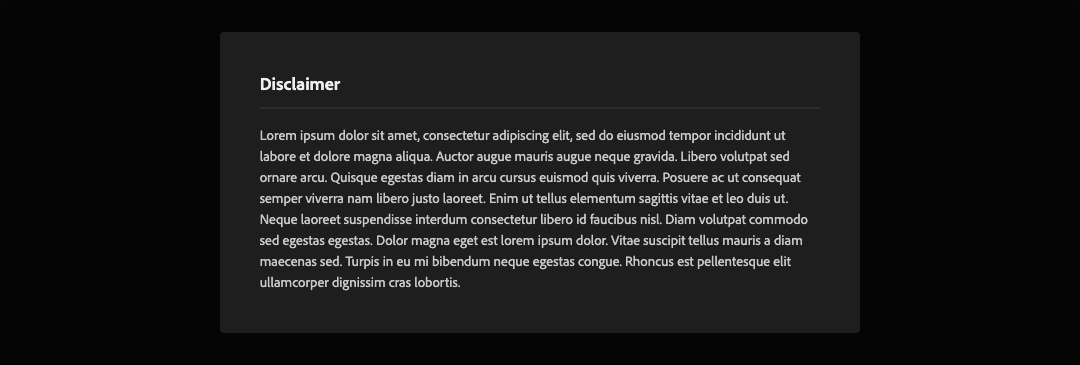 Disclaimer
Lorem ipsum dolor sit amet, consectetur adipiscing elit, sed do eiusmod tempor incididunt ut
labore et dolore magna aliqua. Auctor augue mauris augue neque gravida. Libero volutpat sed
ornare arcu. Quisque egestas diam in arcu cursus euismod quis viverra. Posuere ac ut consequat
semper viverra nam libero justo laoreet. Enim ut tellus elementum sagittis vitae et leo duis ut.
Neque laoreet suspendisse interdum consectetur libero id faucibus nisl. Diam volutpat commodo
sed egestas egestas. Dolor magna eget est lorem ipsum dolor. Vitae suscipit tellus mauris a diam
maecenas sed. Turpis in eu mi bibendum neque egestas congue. Rhoncus est pellentesque elit
ullamcorper dignissim cras lobortis.